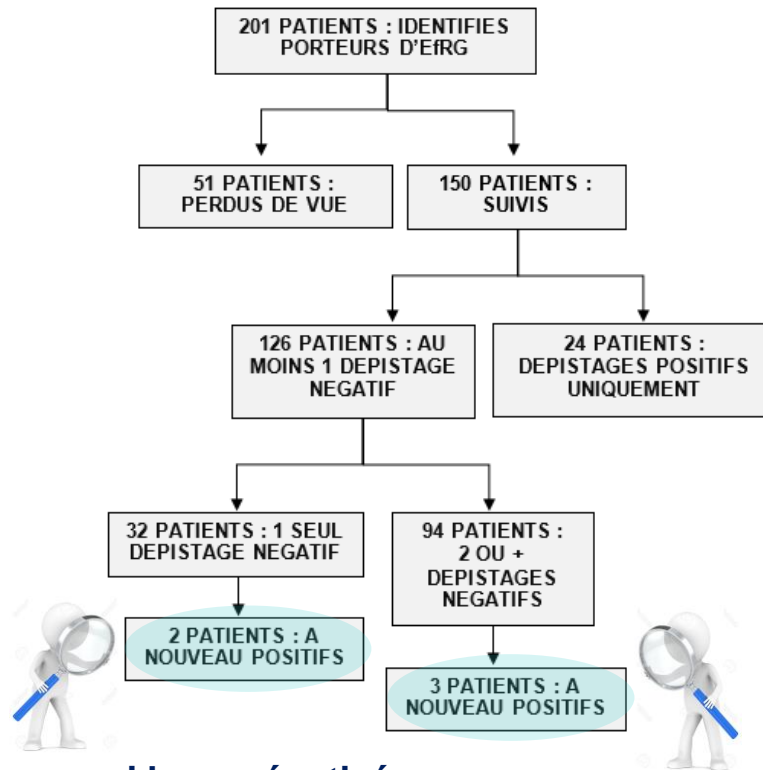 201 PATIENTS : IDENTIFIES
PORTEURS D'EfRG
51 PATIENTS :
PERDUS DE VUE
150 PATIENTS :
SUIVIS
126 PATIENTS : AU
MOINS 1 DEPISTAGE
NEGATIF
24 PATIENTS :
DEPISTAGES POSITIFS
UNIQUEMENT
32 PATIENTS : 1 SEUL
DEPISTAGE NEGATIF
94 PATIENTS :
2 OU +
DEPISTAGES
NEGATIFS
2 PATIENTS : A
NOUVEAU POSITIFS
3 PATIENTS : A
NOUVEAU POSITIFS